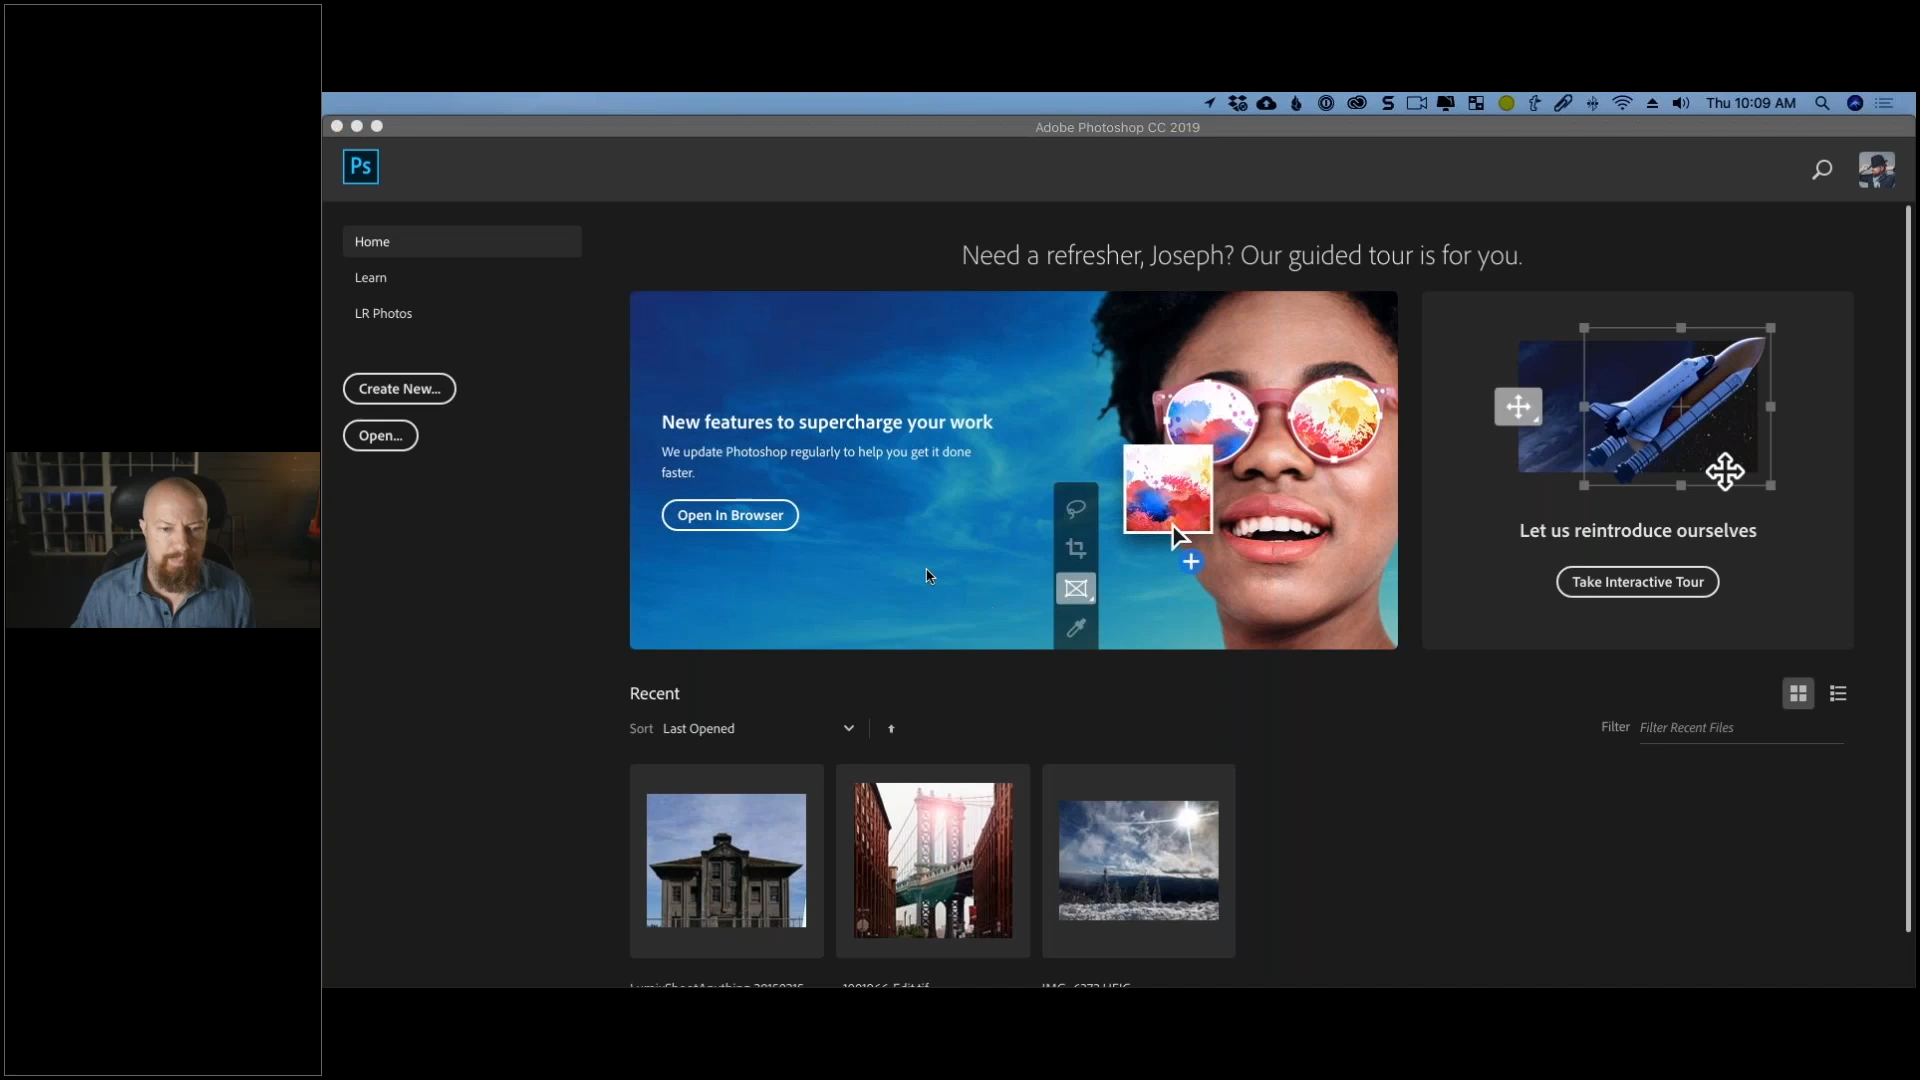 Thu 10:09 AM
Adobe Photoshop CC 2019
Ps
Home
Learn
LR Photos
Create New...
Open...
Need a refresher, Joseph? Our guided tour is for you.
New features to supercharge your work
We update Photoshop regularly to help you get it done
faster.
Open In Browser
Let us reintroduce ourselves
Take Interactive Tour
Recent
Sort Last Opened
Filter Filter Recent Files